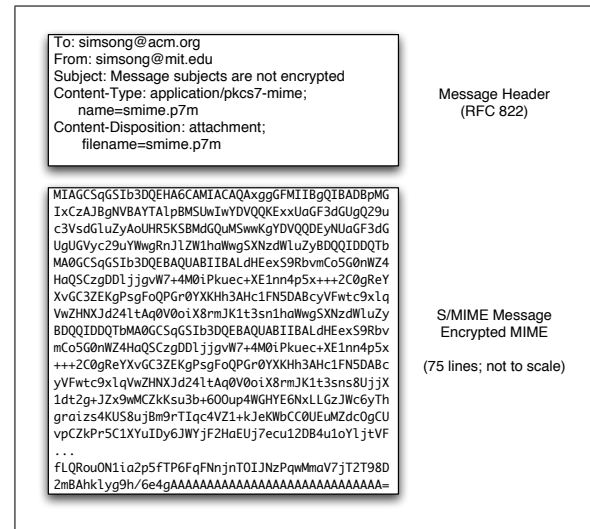 To: simsong@acm.org
From: simsong@mit.edu
Subject: Message subjects are not encrypted
Content-Type: application/pkcs7-mime;
name=smime.p7m
Content-Disposition: attachment;
filename=smime.p7m
Message Header
(RFC 822)
MIAGCSqGSIb3DQEHA6CAMIACAQAxggGFMIIBgQIBADBpMG
IxCzAJBgNVBAYTAlpBMSUwIwYDVQQKExxUaGF3dGUgQ29u
c3VsdGluZyAoUHR5KSBMdGQuMSwwKgYDVQQDEyNUaGF3dG
UgUGVyc29uYWwgRnJlZW1haWwgSXNzdWluZyBDQQIDDQTb
MA0GCSqGSIb3DQEBAQUABIIBALdHEexS9RbvmCo5G0nWZ4
HaQSCzgDDljjgvW7+4M0iPkuec+XE1nn4p5x+++2C0gReY
XvGC3ZEKgPsgFoQPGr0YXKHh3AHc1FN5DABcyVFwtc9xlq
VwZHNXJd24ltAq0V0oiX8rmJK1t3sn1haWwgSXNzdWluZy
BDQQIDDQTbMA0GCSqGSIb3DQEBAQUABIIBALdHEexS9Rbv
mCo5G0nWZ4HaQSCzgDDljjgvW7+4M0iPkuec+XE1nn4p5x
+++2C0gReYXvGC3ZEKgPsgFoQPGr0YXKHh3AHc1FN5DABc
yVFwtc9xlqVwZHNXJd24ltAq0V0oiX8rmJK1t3sns8UjjX
1dt2g+JZx9wMCZkKsu3b+6OOup4WGHYE6NxLLGzJWc6yTh
graizs4KUS8ujBm9rTIqc4VZ1+kJeKWbCC0UEuMZdcOgCU
vpCZkPr5C1XYuIDy6JWYjF2HaEUj7ecu12DB4u1oYljtVF
...
fLQRouON1ia2p5fTP6FqFNnjnTOIJNzPqwMmaV7jT2T98D
2mBAhklyg9h/6e4gAAAAAAAAAAAAAAAAAAAAAAAAAAAAA=
S/MIME Message
Encrypted MIME
(75 lines; not to scale)